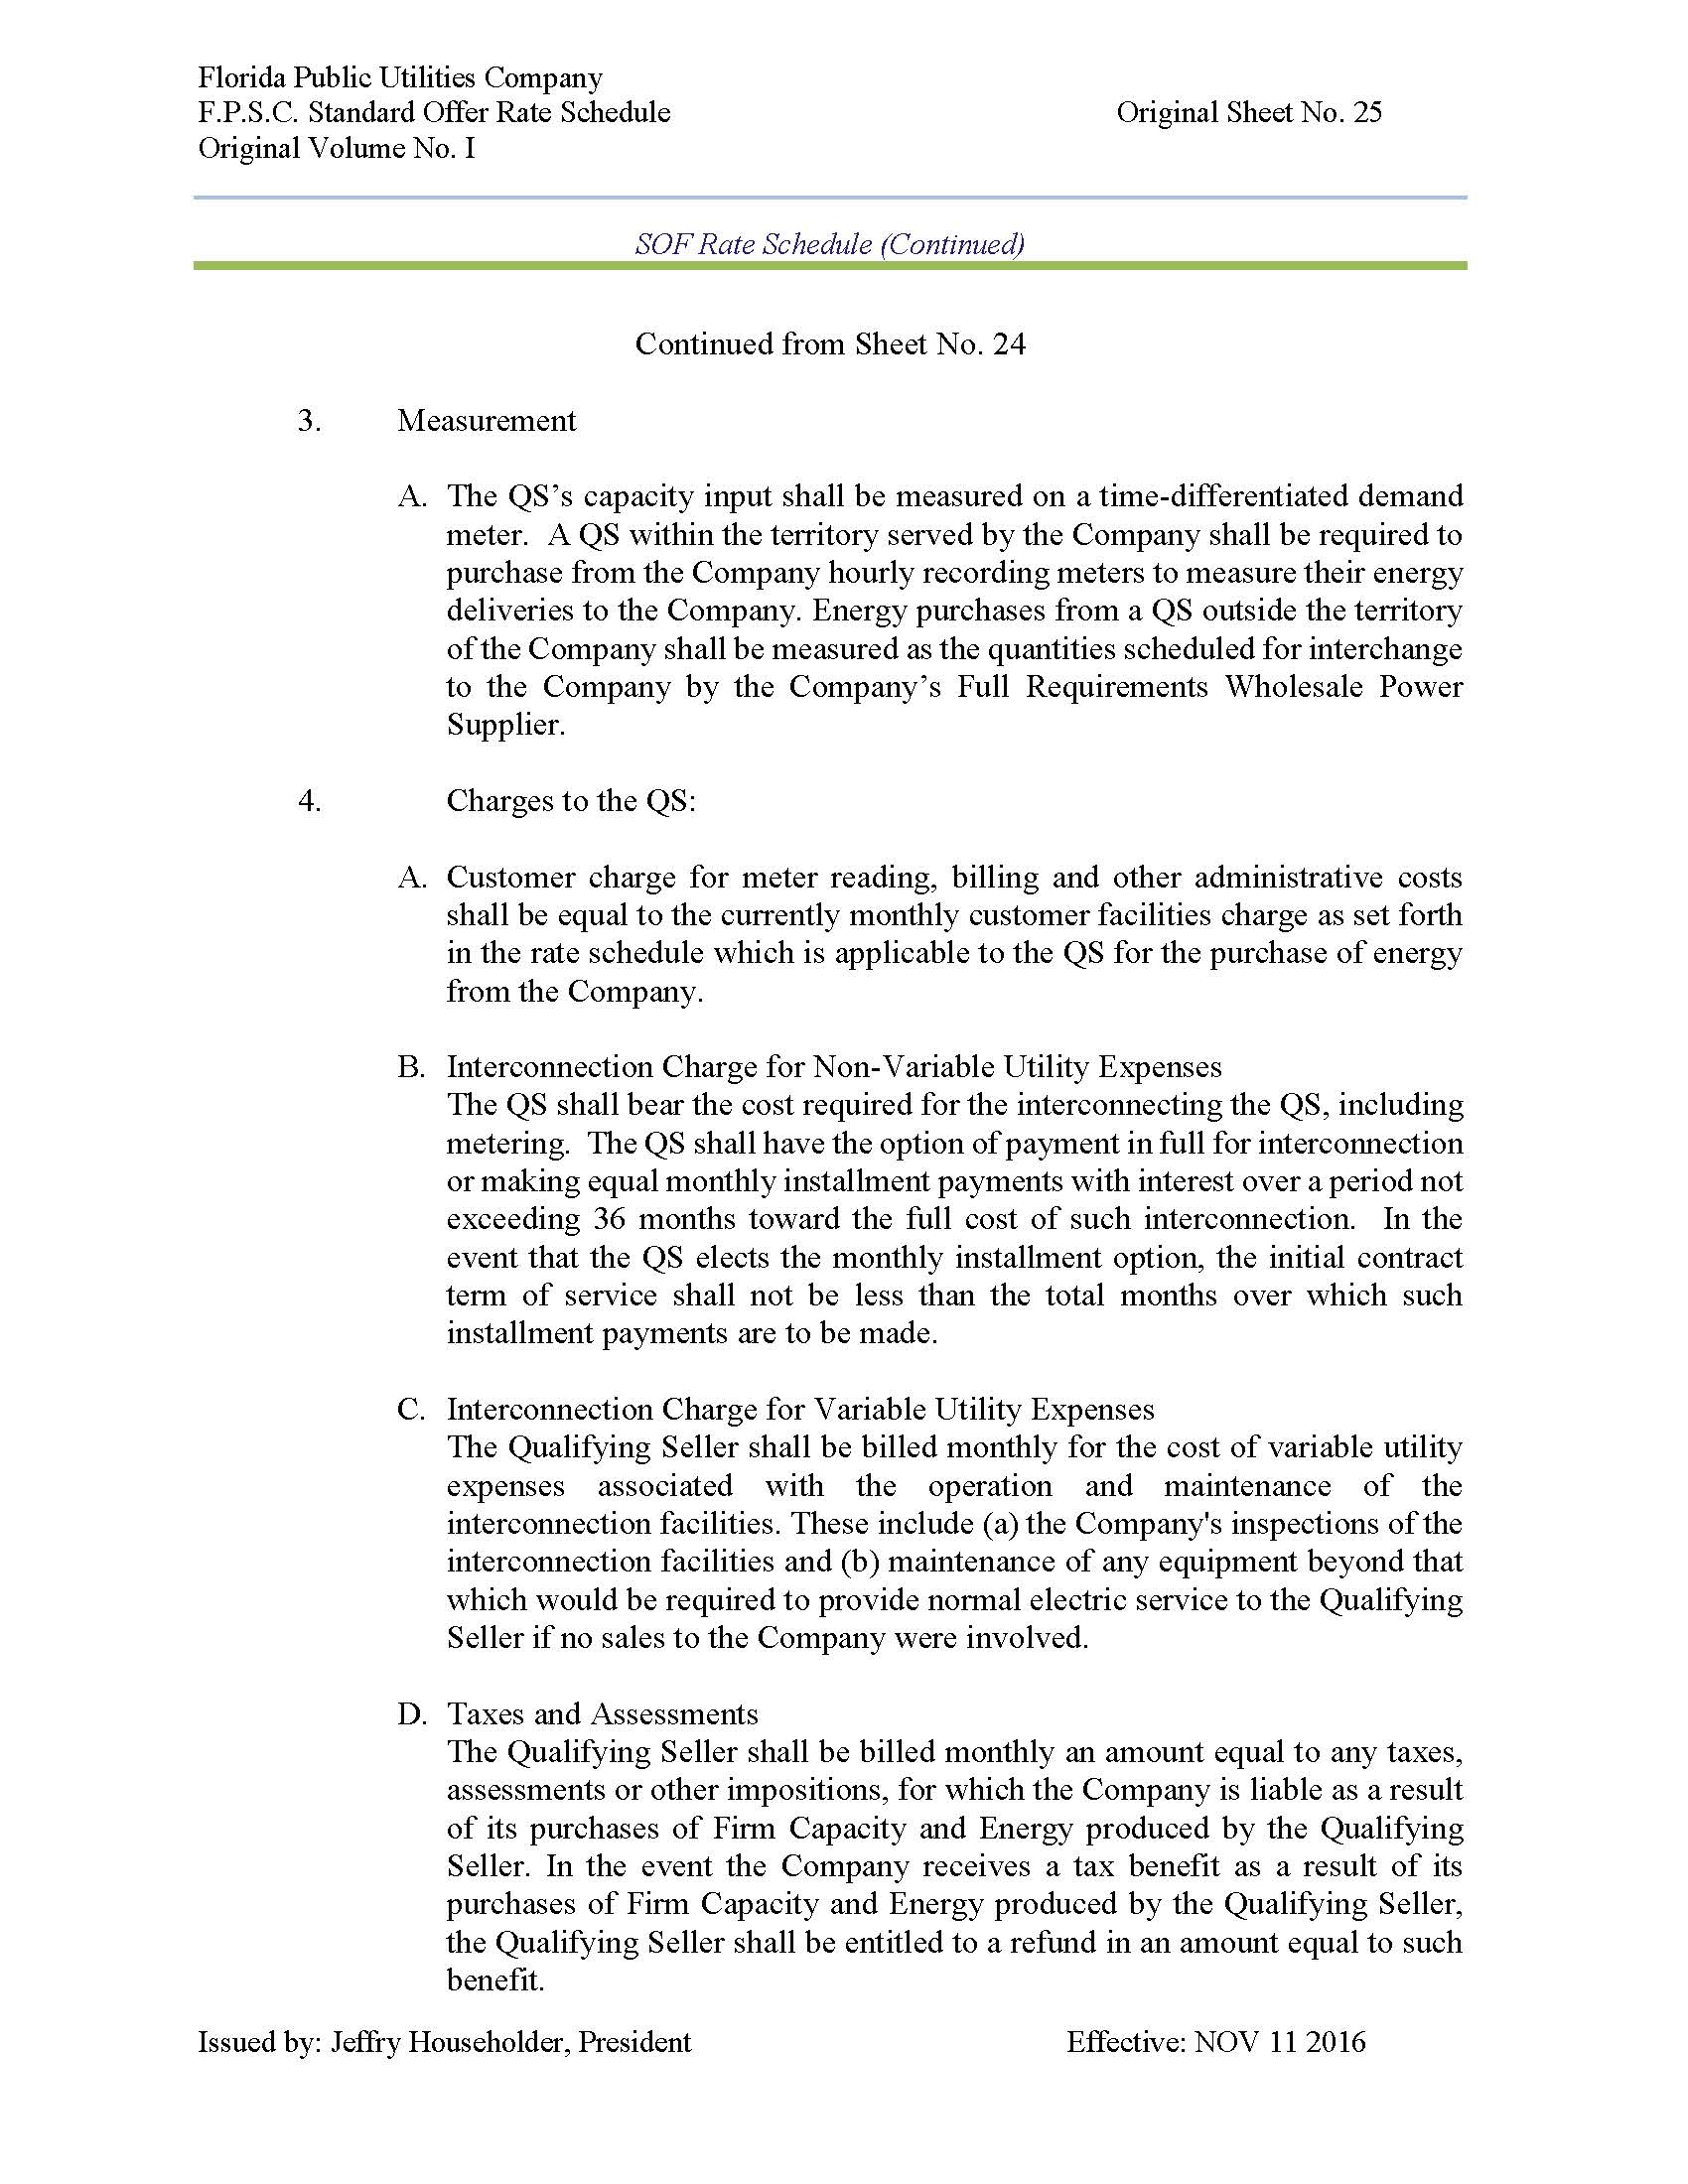 Florida Public Utilities Company
F.P.S.C. Standard Offer Rate Schedule Original Sheet No. 25
Original Volume No. I
SOF Rate Schedule (Continued)
Continued from Sheet No. 24
3. Measurement
A. The QS’s capacity input shall be measured on a time-differentiated demand
meter. A QS within the territory served by the Company shall be required to
purchase from the Company hourly recording meters to measure their energy
deliveries to the Company. Energy purchases from a QS outside the territory
of the Company shall be measured as the quantities scheduled for interchange
to the Company by the Company’s Full Requirements Wholesale Power
Supplier.
4. Charges to the QS:
A. Customer charge for meter reading, billing and other administrative costs
shall be equal to the currently monthly customer facilities charge as set forth
in the rate schedule which is applicable to the QS for the purchase of energy
from the Company.
B. Interconnection Charge for Non-Variable Utility Expenses
The QS shall bear the cost required for the interconnecting the QS, including
metering. The QS shall have the option of payment in full for interconnection
or making equal monthly installment payments with interest over a period not
exceeding 36 months toward the full cost of such interconnection. In the
event that the QS elects the monthly installment option, the initial contract
term of service shall not be less than the total months over which such
installment payments are to be made.
C. Interconnection Charge for Variable Utility Expenses
The Qualifying Seller shall be billed monthly for the cost of variable utility
expenses associated with the operation and maintenance of the
interconnection facilities. These include (a) the Company's inspections of the
interconnection facilities and (b) maintenance of any equipment beyond that
which would be required to provide normal electric service to the Qualifying
Seller if no sales to the Company were involved.
D. Taxes and Assessments
The Qualifying Seller shall be billed monthly an amount equal to any taxes,
assessments or other impositions, for which the Company is liable as a result
of its purchases of Firm Capacity and Energy produced by the Qualifying
Seller. In the event the Company receives a tax benefit as a result of its
purchases of Firm Capacity and Energy produced by the Qualifying Seller,
the Qualifying Seller shall be entitled to a refund in an amount equal to such
benefit.
Issued by: Jeffry Householder, President Effective: NOV 11 2016